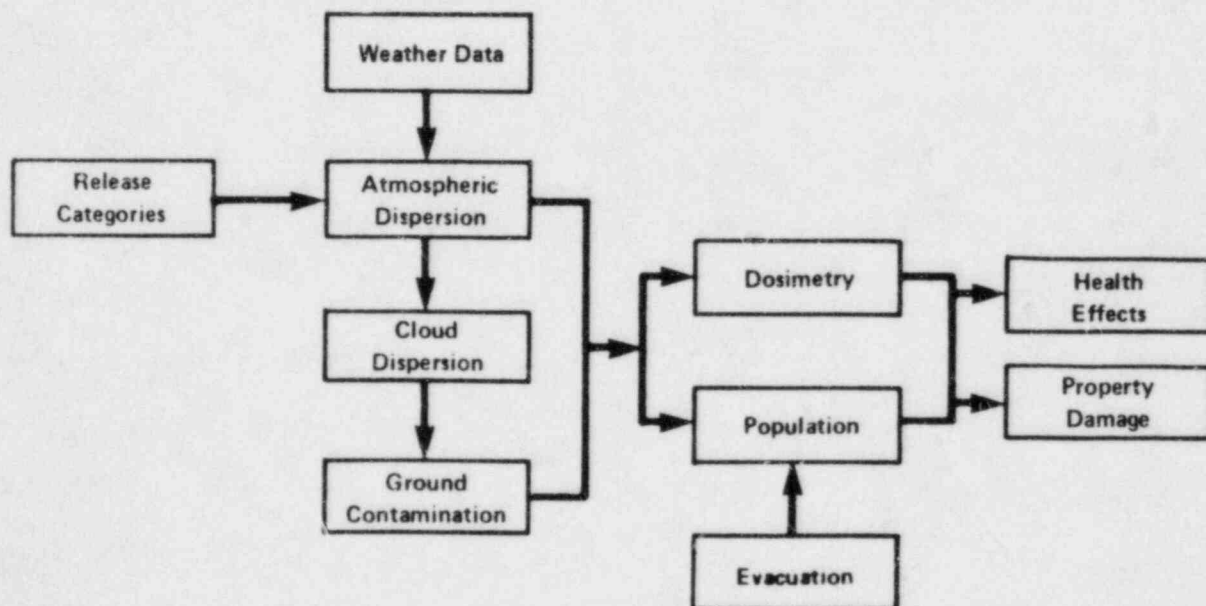 Weather Data
Release
Categories
Atmospheric
Dispersion
Cloud
Dispersion
Ground
Contamination
Dosimetry
Population
Evacuation
Health
Effects
Property
Damage